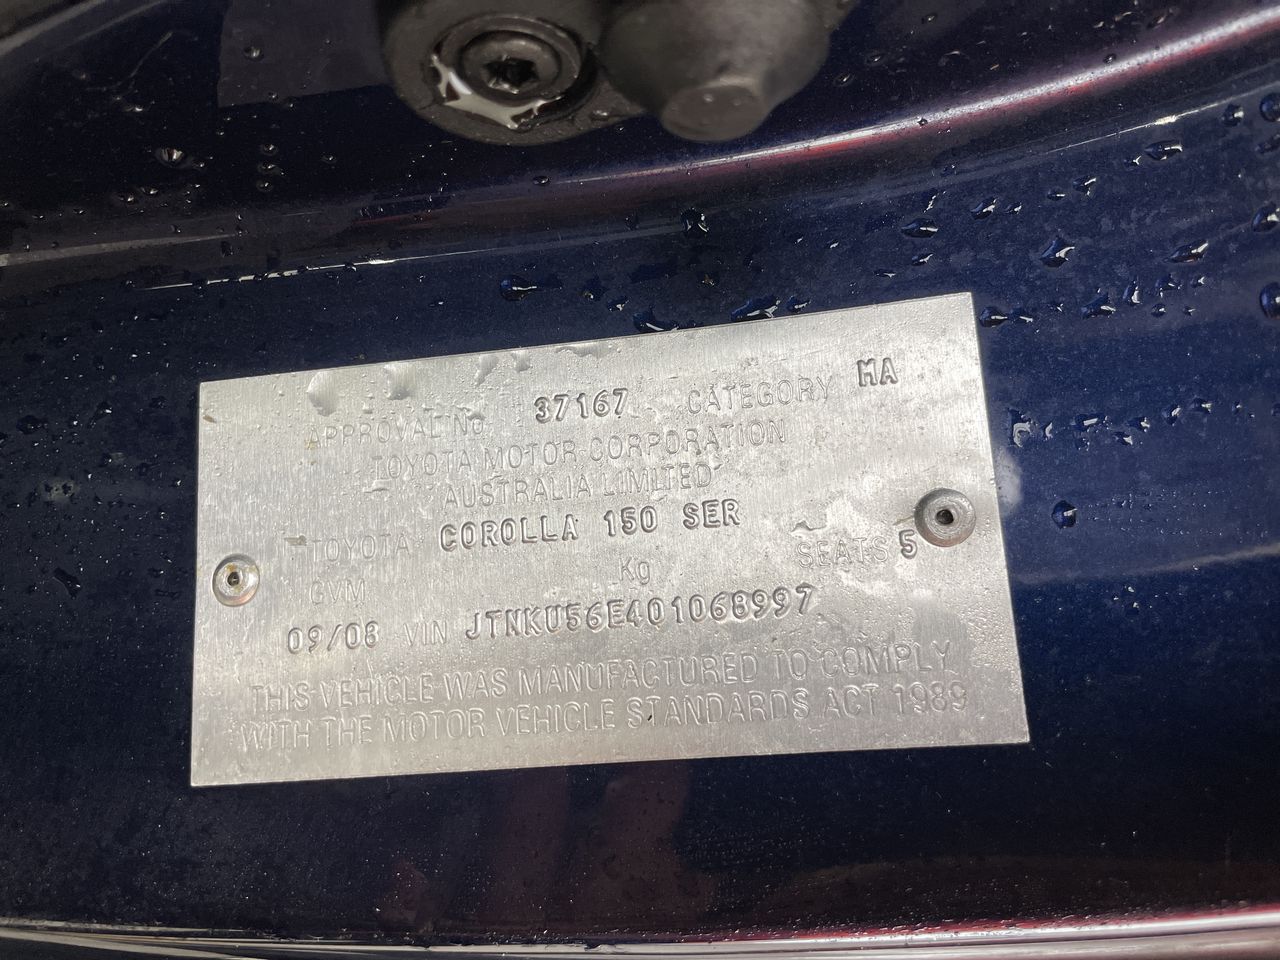 APPROVAL No. 37167 CATEGORY MA
TOYOTA MOTOR CORPORATION
AUSTRALIA LIMITED
TOYOTA COROLLA 150 SER
GVM Kg SEATS 5
09/08 VIN JTNKU56E401068997
THIS VEHICLE WAS MANUFACTURED TO COMPLY
WITH THE MOTOR VEHICLE STANDARDS ACT 1989